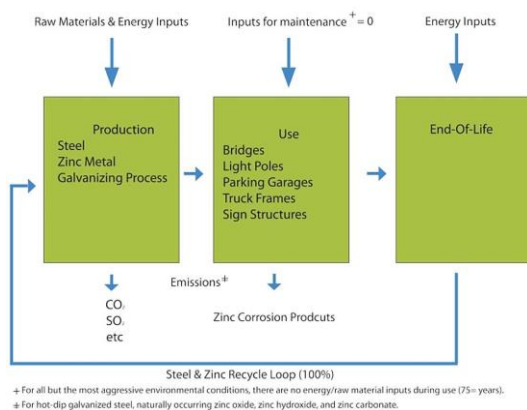 Raw Materials & Energy Inputs
Inputs for maintenance + = 0
Energy Inputs
Production
Steel
Zinc Metal
Galvanizing Process
Use
Bridges
Light Poles
Parking Garages
Truck Frames
Sign Structures
End-Of-Life
Emissions‡
CO₂
SO₂
etc
Zinc Corrosion Prodcuts
Steel & Zinc Recycle Loop (100%)
+ For all but the most aggressive environmental conditions, there are no energy/raw material inputs during use (75= years).
‡ For hot-dip galvanized steel, naturally occurring zinc oxide, zinc hydroxide, and zinc carbonate.